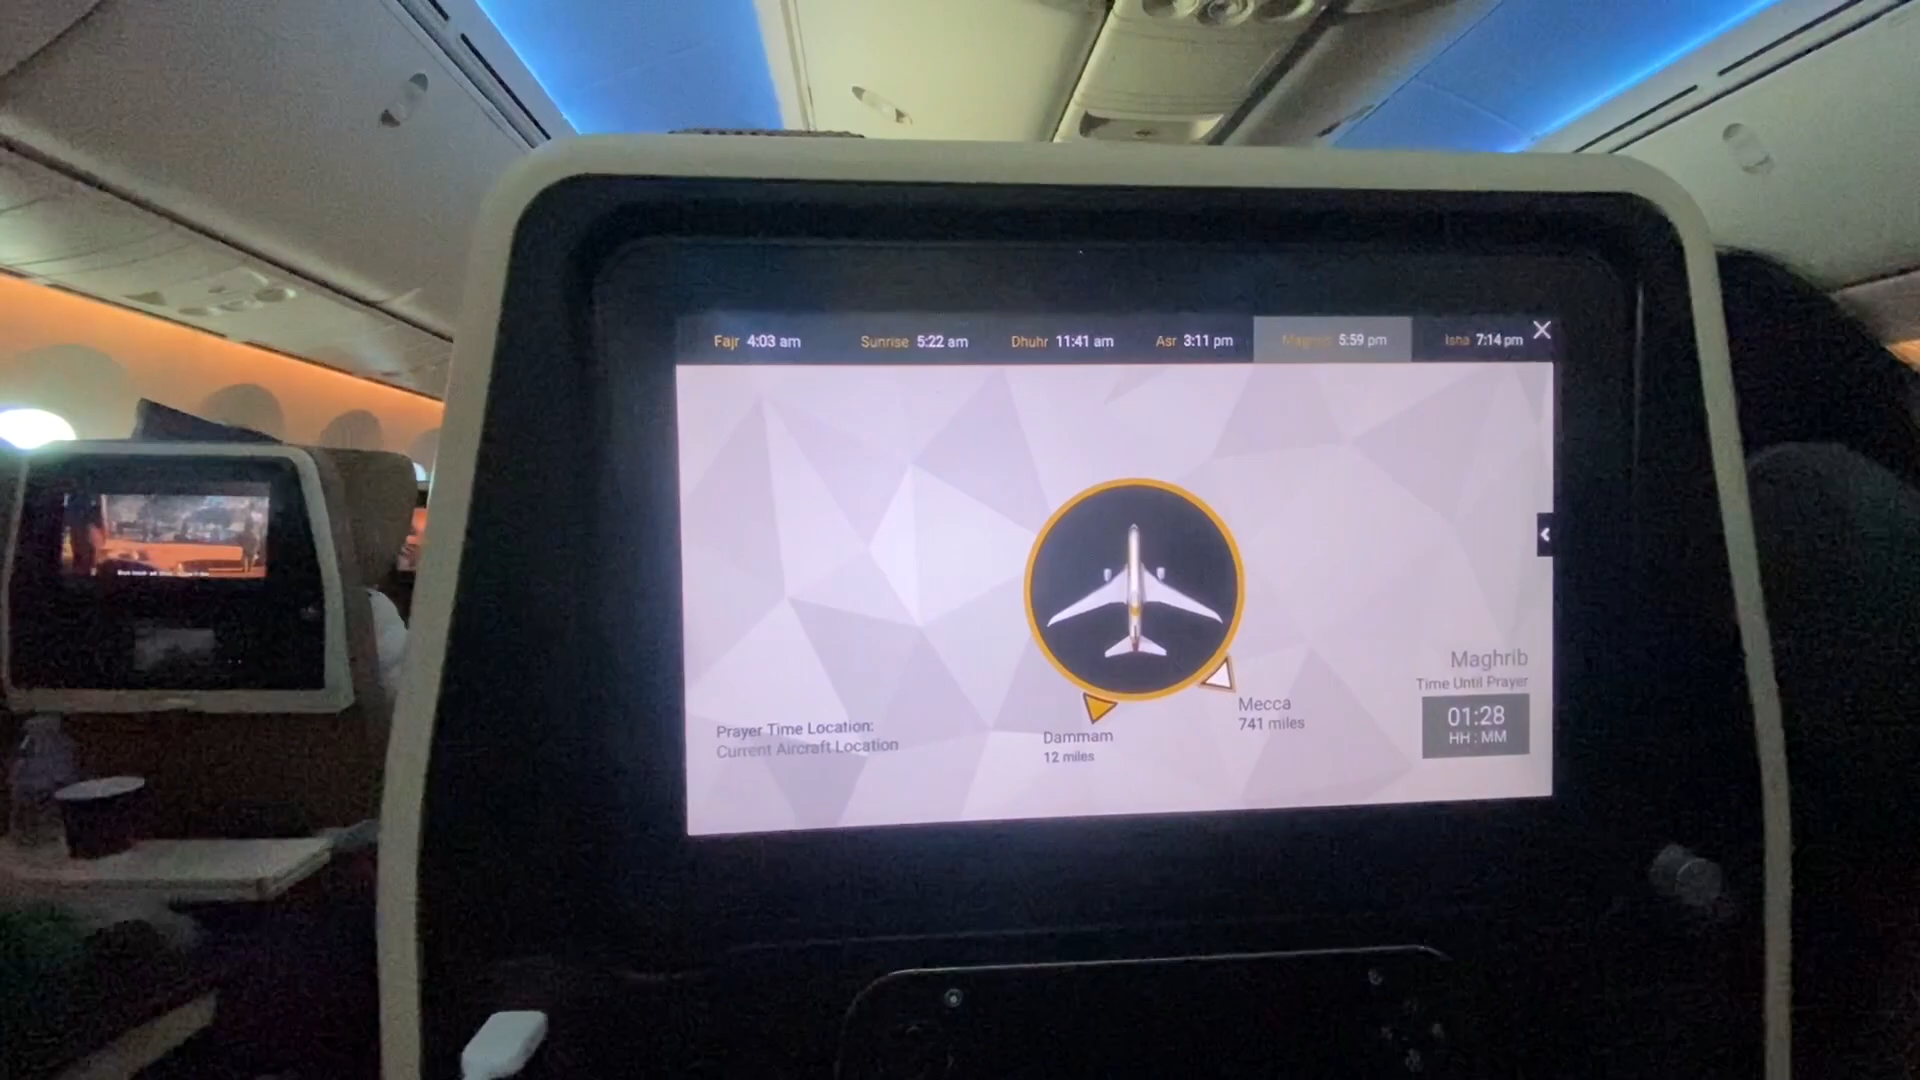 Fajr 4:03 am Sunrise 5:22 am Dhuhr 11:41 am Asr 3:11 pm Maghrib 5:59 pm Isha 7:14 pm
Maghrib
Time Until Prayer
01:28
HH : MM
Mecca
741 miles
Prayer Time Location:
Current Aircraft Location
Dammam
12 miles